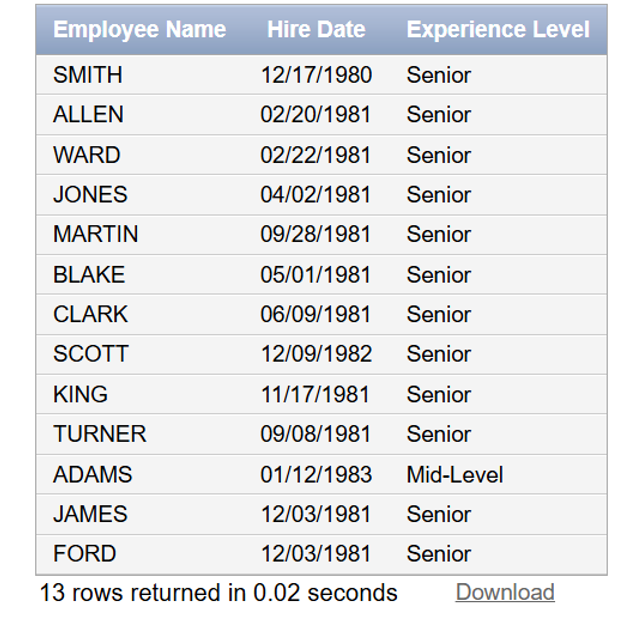 Employee Name Hire Date Experience Level
SMITH 12/17/1980 Senior
ALLEN 02/20/1981 Senior
WARD 02/22/1981 Senior
JONES 04/02/1981 Senior
MARTIN 09/28/1981 Senior
BLAKE 05/01/1981 Senior
CLARK 06/09/1981 Senior
SCOTT 12/09/1982 Senior
KING 11/17/1981 Senior
TURNER 09/08/1981 Senior
ADAMS 01/12/1983 Mid-Level
JAMES 12/03/1981 Senior
FORD 12/03/1981 Senior
13 rows returned in 0.02 seconds Download